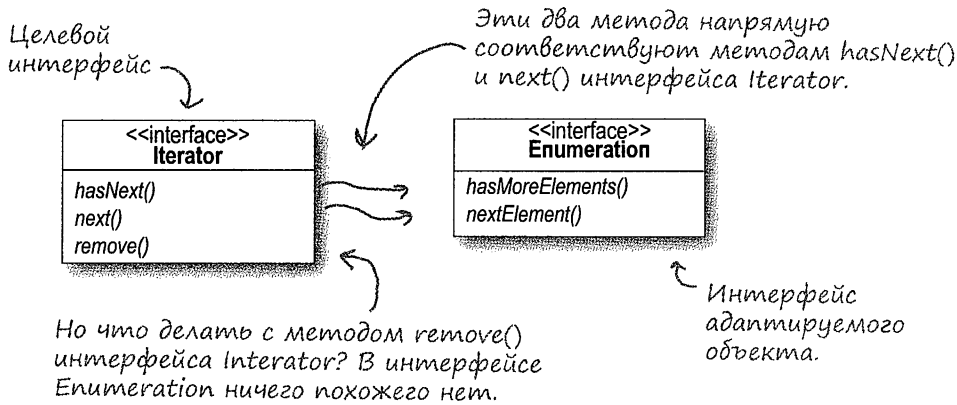 Целевой
интерфейс
Эти два метода напрямую
соответствуют методам hasNext()
и next() интерфейса Iterator.
<<interface>>
Iterator
hasNext()
next()
remove()
<<interface>>
Enumeration
hasMoreElements()
nextElement()
Но что делать с методом remove()
интерфейса Interator? В интерфейсе
Enumeration ничего похожего нет.
Интерфейс
адаптируемого
объекта.